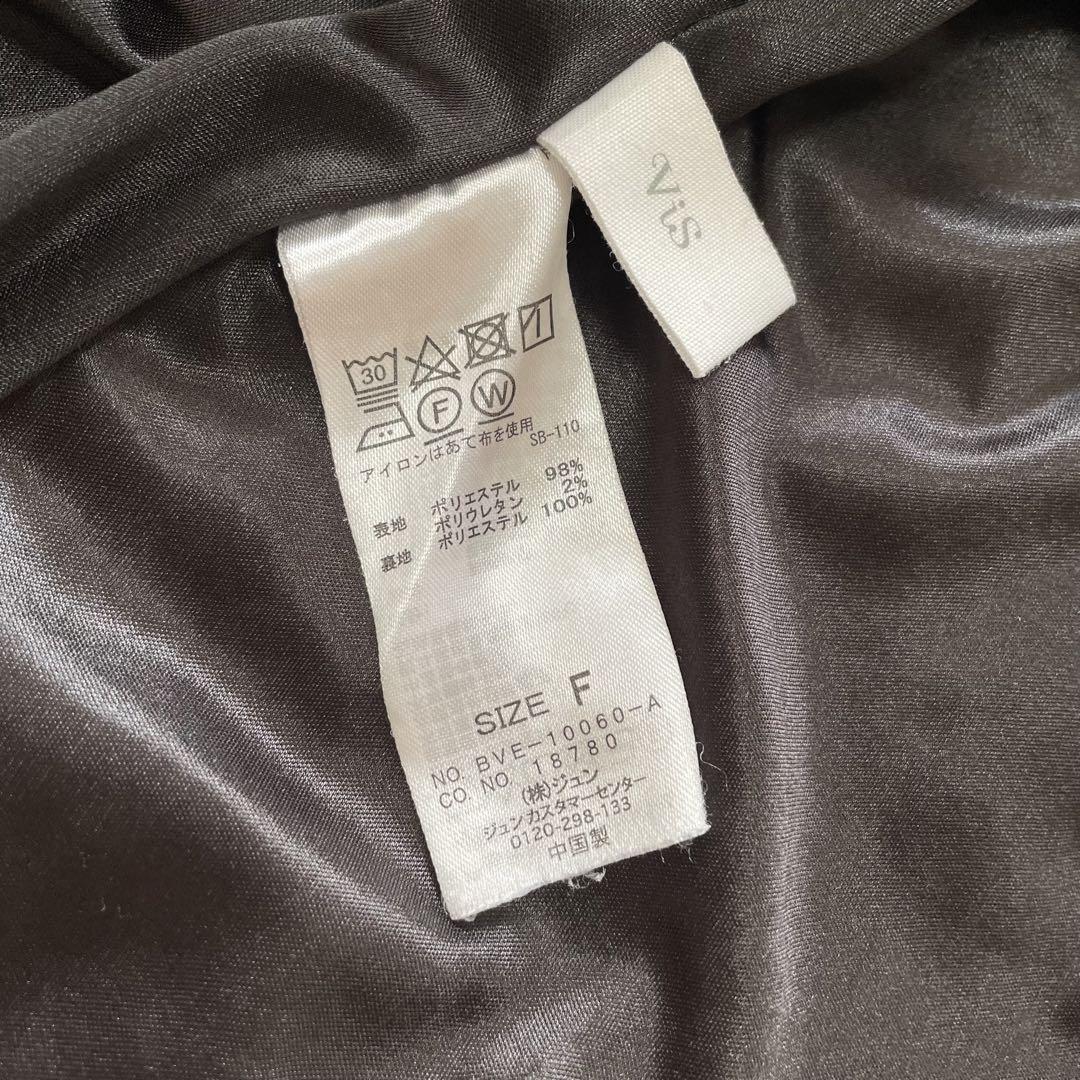 ViS
30
F W
アイロンはあて布を使用 SB-110
表地 ポリエステル 98%
ポリウレタン 2%
裏地 ポリエステル 100%
SIZE F
NO. BVE-10060-A
CO. NO. 18780
(株)ジュン
ジュンカスタマーセンター
0120-298-133
中国製